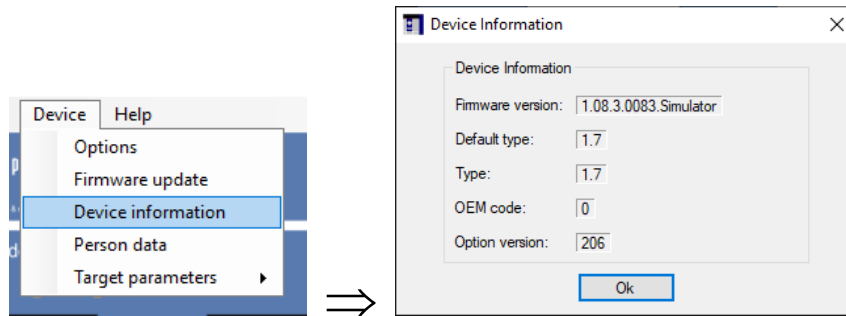 Device Help
Options
Firmware update
Device information
Person data
Target parameters
⇒
Device Information
Device Information
Firmware version: 1.08.3.0083.Simulator
Default type: 1.7
Type: 1.7
OEM code: 0
Option version: 206
Ok